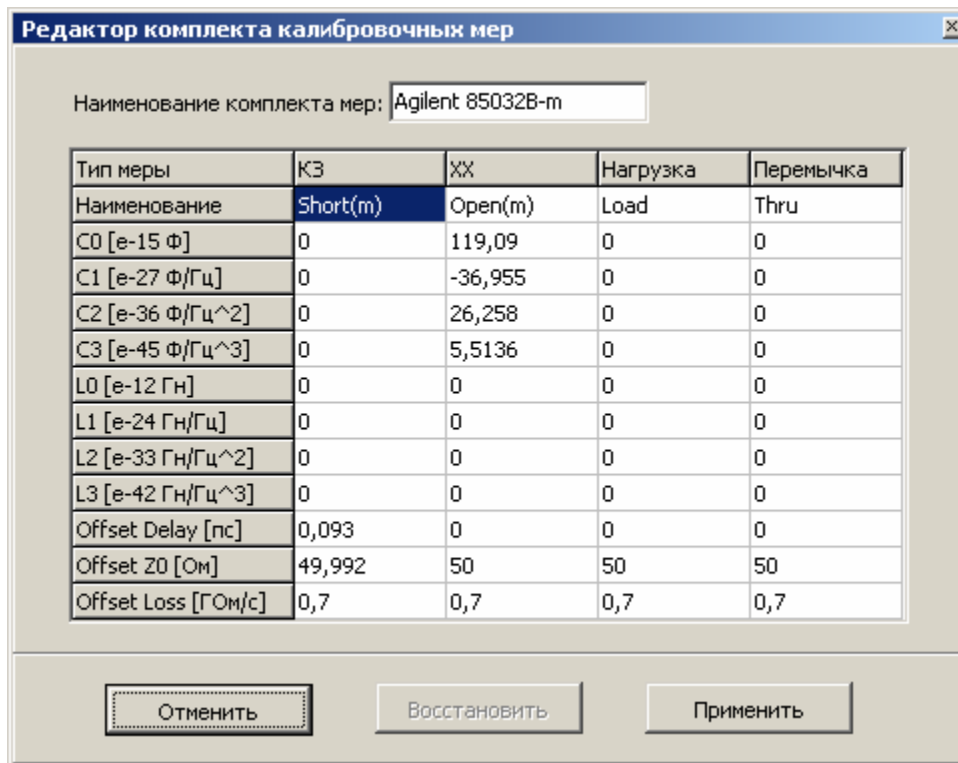 Редактор комплекта калибровочных мер
Наименование комплекта мер: Agilent 85032B-m
Тип меры КЗ ХХ Нагрузка Перемычка
Наименование Short(m) Open(m) Load Thru
C0 [e-15 Ф] 0 119,09 0 0
C1 [e-27 Ф/Гц] 0 -36,955 0 0
C2 [e-36 Ф/Гц^2] 0 26,258 0 0
C3 [e-45 Ф/Гц^3] 0 5,5136 0 0
L0 [e-12 Гн] 0 0 0 0
L1 [e-24 Гн/Гц] 0 0 0 0
L2 [e-33 Гн/Гц^2] 0 0 0 0
L3 [e-42 Гн/Гц^3] 0 0 0 0
Offset Delay [пс] 0,093 0 0 0
Offset Z0 [Ом] 49,992 50 50 50
Offset Loss [ГОм/с] 0,7 0,7 0,7 0,7
Отменить Восстановить Применить